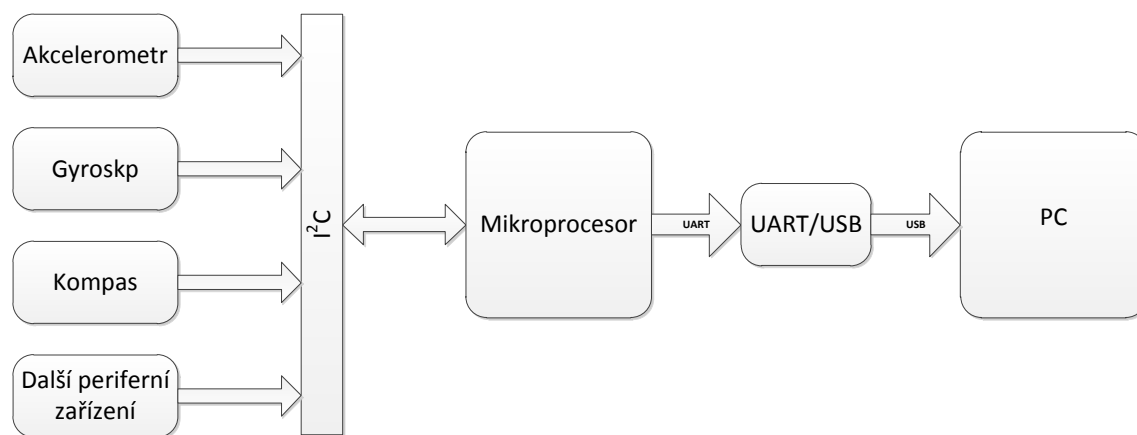 Akcelerometr
Gyroskp
Kompas
Další periferní
zařízení
I²C
Mikroprocesor
UART
UART/USB
USB
PC